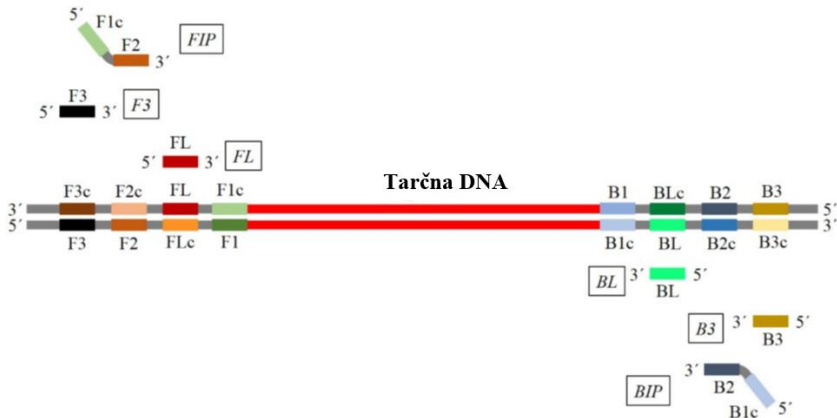 5´ F1c F2 3´ FIP
5´ F3 3´ F3
5´ FL 3´ FL
Tarčna DNA
F3c F2c FL F1c B1 BLc B2 B3
3´ 5´
5´ 3´
F3 F2 FLc F1 B1c BL B2c B3c
BL 3´ 5´
BL
B3 3´ 5´
B3
BIP 3´ B2 B1c 5´